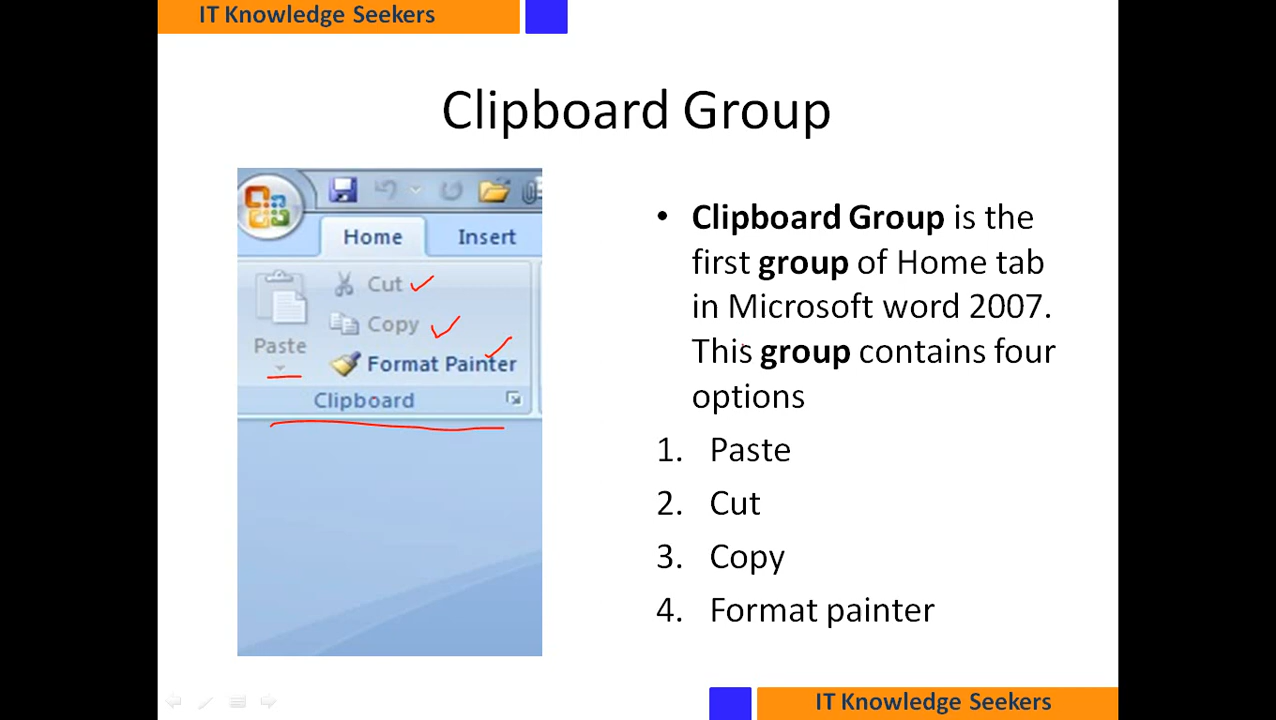 IT Knowledge Seekers
Clipboard Group
Home Insert
Cut
Copy
Paste
Format Painter
Clipboard
• Clipboard Group is the
first group of Home tab
in Microsoft word 2007.
This group contains four
options
1. Paste
2. Cut
3. Copy
4. Format painter
IT Knowledge Seekers